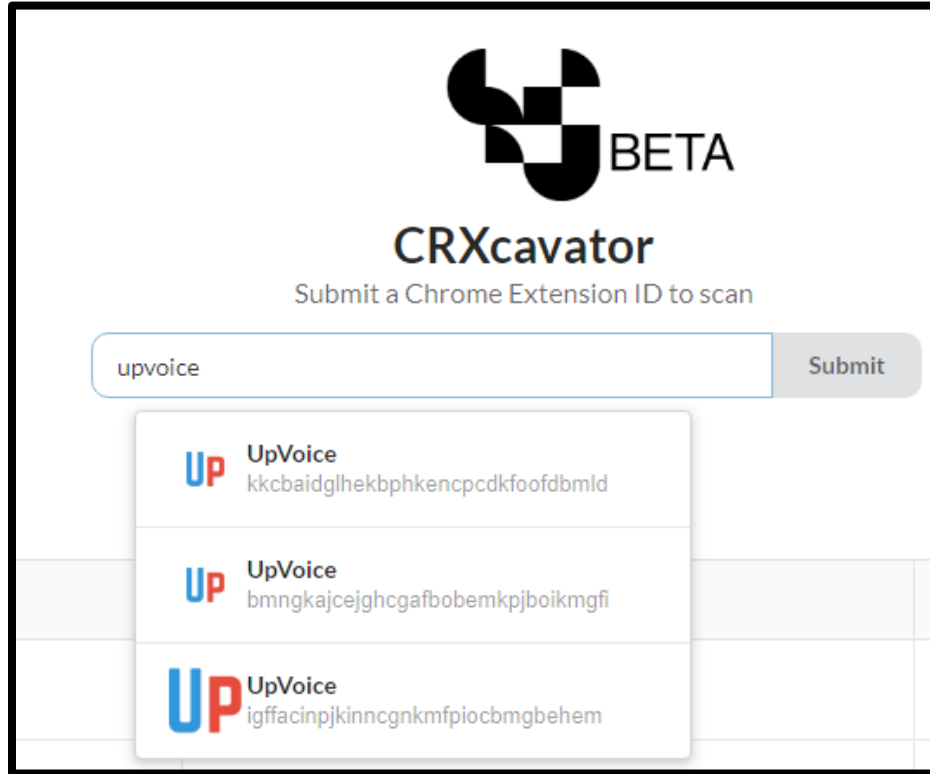 BETA
CRXcavator
Submit a Chrome Extension ID to scan
upvoice
Submit
UP
UpVoice
kkcbaidglhekbphkencpcdkfoofdbmld
UP
UpVoice
bmngkajcejghcgafbobemkpjboikmgfi
UP
UpVoice
igffacinpjkinncgnkmfpiocbmgbehem